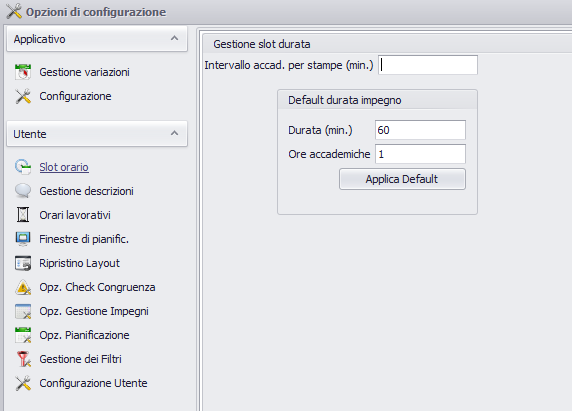 Opzioni di configurazione
Applicativo
Gestione variazioni
Configurazione
Utente
Slot orario
Gestione descrizioni
Orari lavorativi
Finestre di pianific.
Ripristino Layout
Opz. Check Congruenza
Opz. Gestione Impegni
Opz. Pianificazione
Gestione dei Filtri
Configurazione Utente
Gestione slot durata
Intervallo accad. per stampe (min.)
Default durata impegno
Durata (min.) 60
Ore accademiche 1
Applica Default